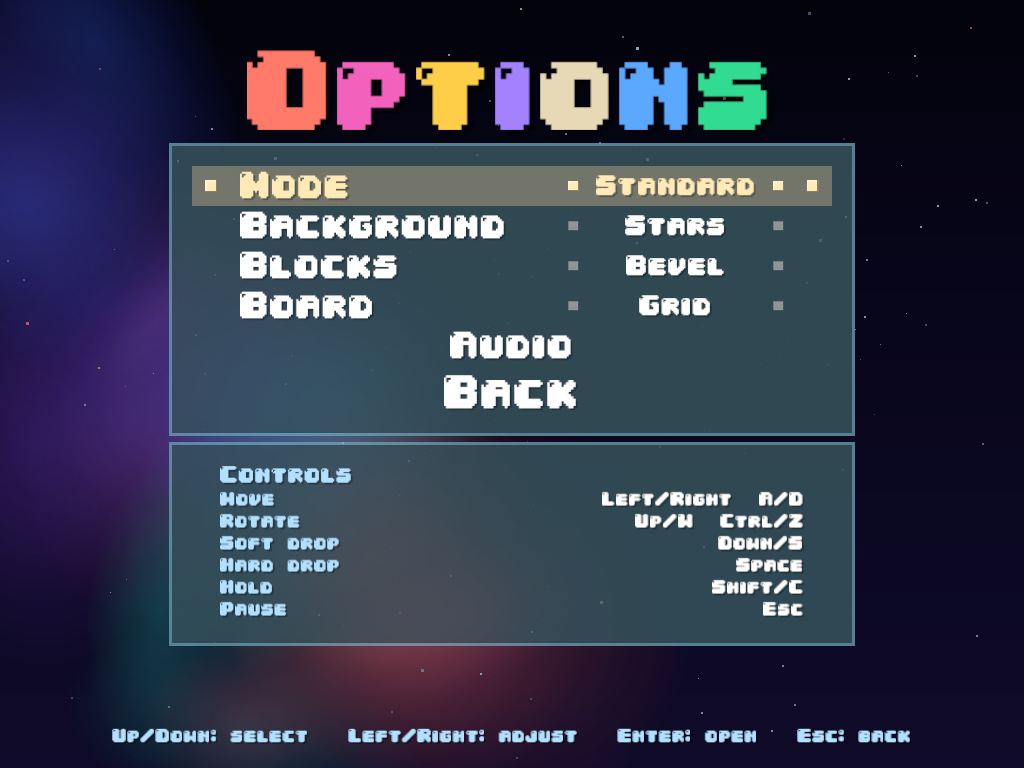 Options
Mode Standard
Background Stars
Blocks Bevel
Board Grid
Audio
Back
Controls
Move Left/Right A/D
Rotate Up/W Ctrl/Z
Soft drop Down/S
Hard drop Space
Hold Shift/C
Pause Esc
Up/Down: select Left/Right: adjust Enter: open Esc: back